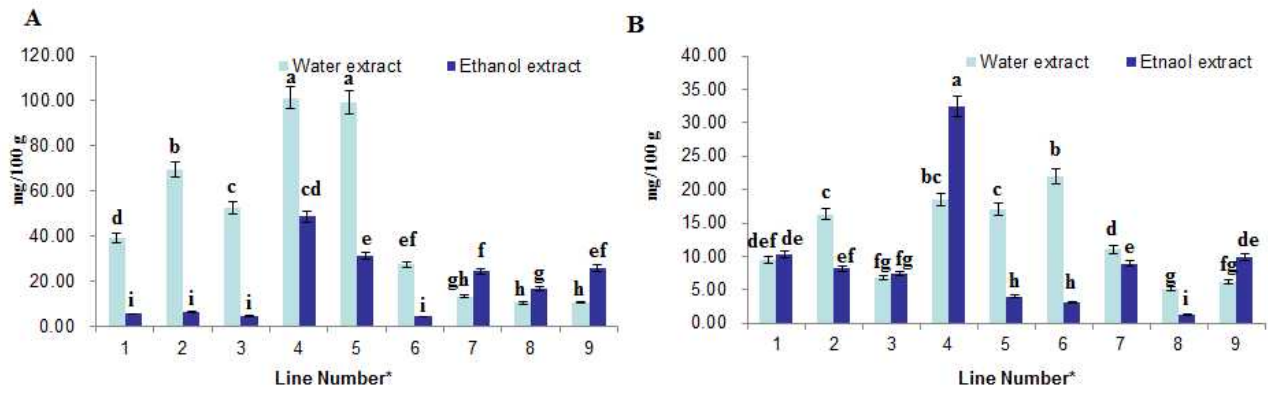 A
120.00
100.00
80.00
60.00
40.00
20.00
0.00
mg/100 g
Water extract Ethanol extract
d i b i c i a cd a e ef i gh f h g h ef
1 2 3 4 5 6 7 8 9
Line Number*
B
40.00
35.00
30.00
25.00
20.00
15.00
10.00
5.00
0.00
mg/100 g
Water extract Etnaol extract
def de c ef fg fg bc a c h b h d e g i fg de
1 2 3 4 5 6 7 8 9
Line Number*